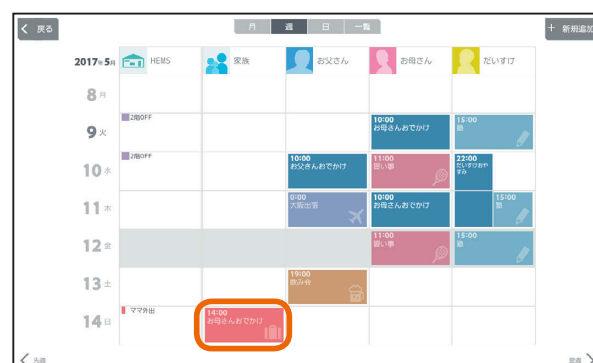 戻る
月 週 日 一覧
+ 新規追加
2017年5月 HEMS 家族 お父さん お母さん だいすけ
8月
9火
2階OFF
10:00
お母さんおでかけ
15:00
塾
10水
2階OFF
10:00
お父さんおでかけ
11:00
習い事
22:00
だいすけおや
すみ
11木
0:00
大阪出張
10:00
お母さんおでかけ
15:00
塾
12金
11:00
習い事
15:00
塾
13土
19:00
飲み会
14日
ママ外出
14:00
お母さんおでかけ
先週
翌週